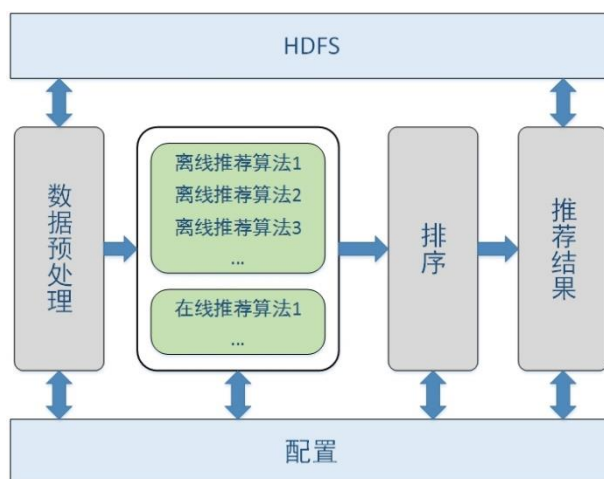 HDFS
数据预处理
离线推荐算法1
离线推荐算法2
离线推荐算法3
...
在线推荐算法1
...
排序
推荐结果
配置